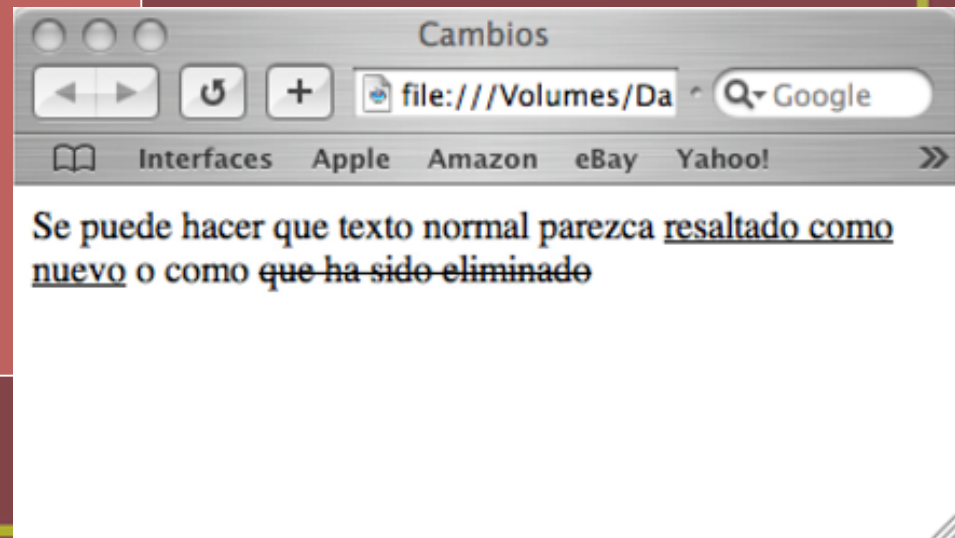 Cambios
file:///Volumes/Da Google
Interfaces Apple Amazon eBay Yahoo!
Se puede hacer que texto normal parezca resaltado como
nuevo o como que ha sido eliminado